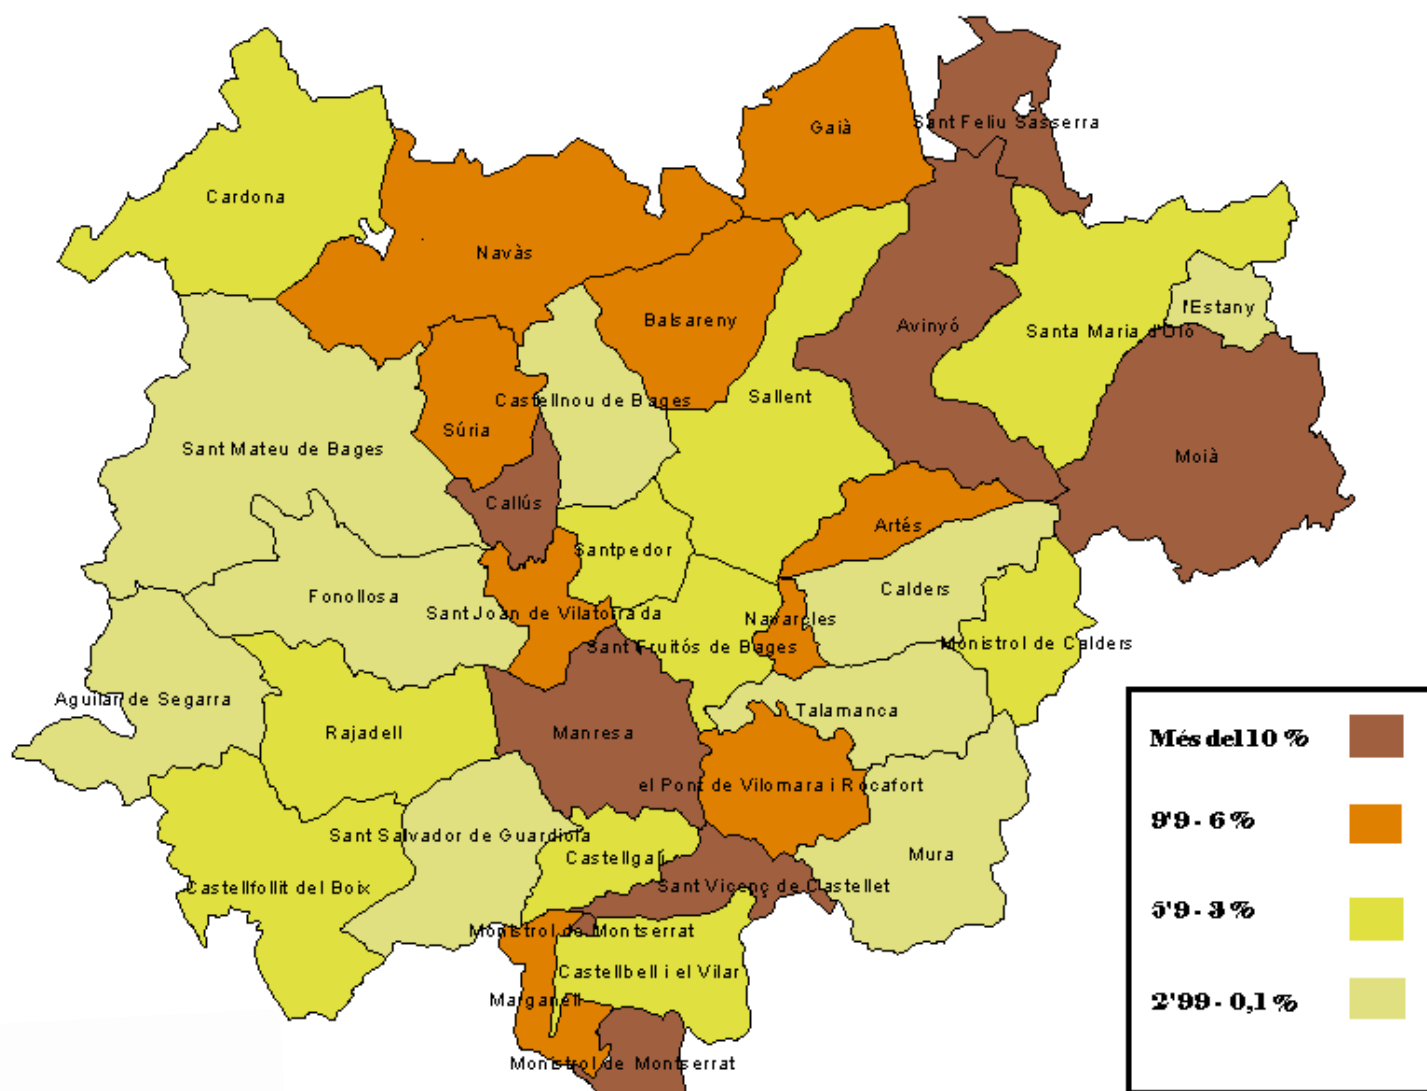 Gaià
Sant Feliu Sasserra
Cardona
Navàs
l'Estany
Balsareny
Avinyó
Santa Maria d'Oló
Castellnou de Bages
Sallent
Súria
Sant Mateu de Bages
Moià
Callús
Artés
Santpedor
Calders
Fonollosa
Sant Joan de Vilatorrada
Navarcles
Sant Fruitós de Bages
Monistrol de Calders
Aguilar de Segarra
Talamanca
Rajadell
Manresa
Més del 10 %
el Pont de Vilomara i Rocafort
9'9 - 6 %
Sant Salvador de Guardiola
Mura
Castellgalí
Castellfollit del Boix
Sant Vicenç de Castellet
5'9 - 3 %
Monistrol de Montserrat
Castellbell i el Vilar
Marganell
2'99 - 0,1 %
Monistrol de Montserrat